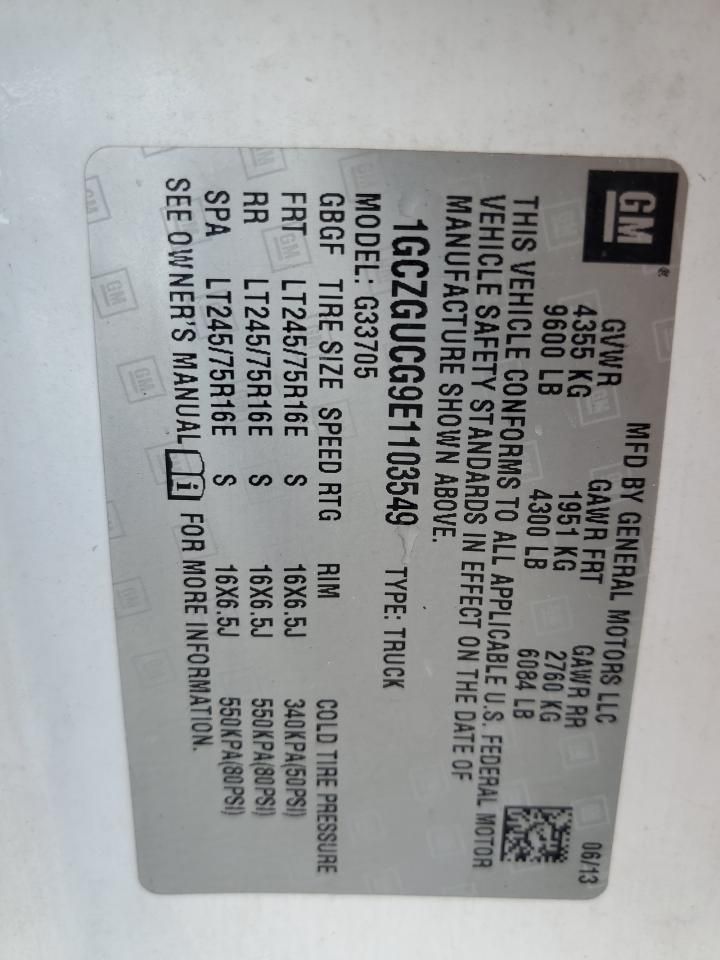 GM®
MFD BY GENERAL MOTORS LLC 06/13
GVWR GAWR FRT GAWR RR
4355 KG 1951 KG 2760 KG
9600 LB 4300 LB 6084 LB
THIS VEHICLE CONFORMS TO ALL APPLICABLE U.S. FEDERAL MOTOR
VEHICLE SAFETY STANDARDS IN EFFECT ON THE DATE OF
MANUFACTURE SHOWN ABOVE.
1GCZGUCG9E1103549 TYPE: TRUCK
MODEL: G33705
GBGF TIRE SIZE SPEED RTG RIM COLD TIRE PRESSURE
FRT LT245/75R16E S 16X6.5J 340KPA(50PSI)
RR LT245/75R16E S 16X6.5J 550KPA(80PSI)
SPA LT245/75R16E S 16X6.5J 550KPA(80PSI)
SEE OWNER'S MANUAL i FOR MORE INFORMATION.